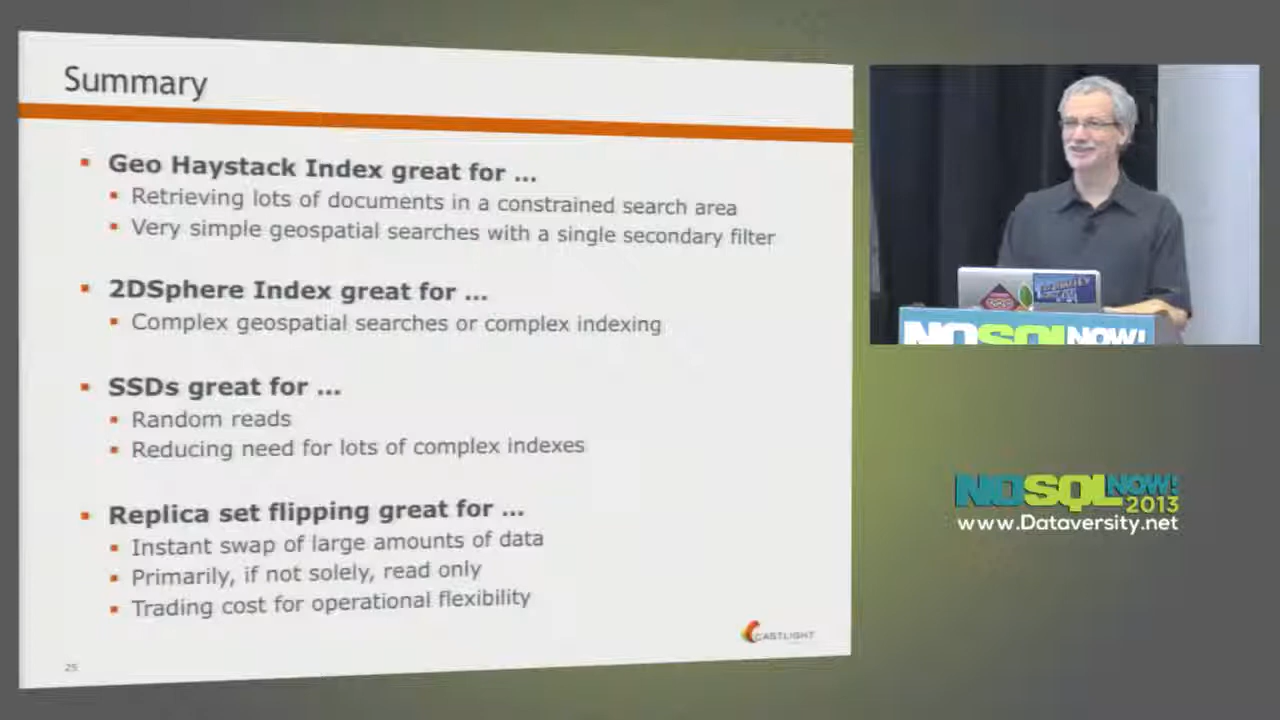 Summary
Geo Haystack Index great for ...
Retrieving lots of documents in a constrained search area
Very simple geospatial searches with a single secondary filter
2DSphere Index great for ...
Complex geospatial searches or complex indexing
SSDs great for ...
Random reads
Reducing need for lots of complex indexes
Replica set flipping great for ...
Instant swap of large amounts of data
Primarily, if not solely, read only
Trading cost for operational flexibility
CASTLIGHT
25
NOSQL NOW!
NOSQL NOW!
2013
www.Dataversity.net